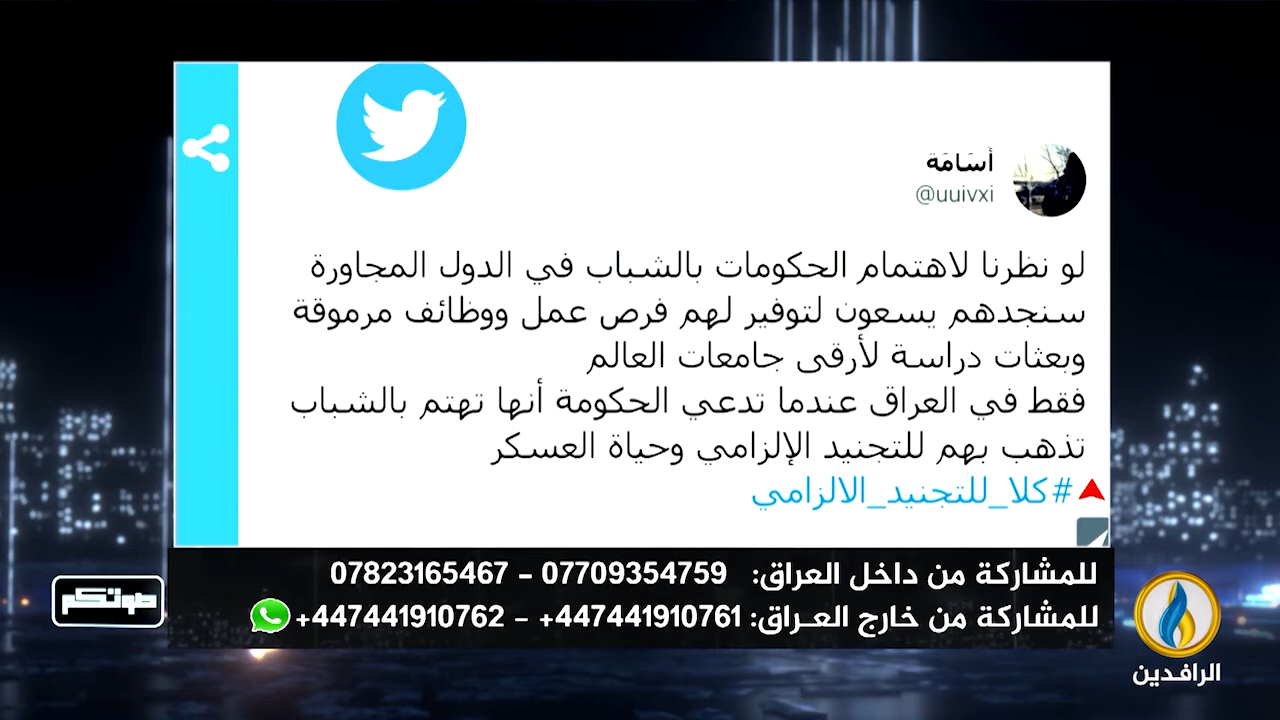 أسَامَة
@uuivxi
لو نظرنا لاهتمام الحكومات بالشباب في الدول المجاورة
سنجدهم يسعون لتوفير لهم فرص عمل ووظائف مرموقة
وبعثات دراسة لأرقى جامعات العالم
فقط في العراق عندما تدعي الحكومة أنها تهتم بالشباب
تذهب بهم للتجنيد الإلزامي وحياة العسكر
#كلا_للتجنيد_الالزامي
للمشاركة من داخل العراق: 07709354759 - 07823165467
للمشاركة من خارج العـراق: 447441910761+ - 447441910762+
صوتكم
الرافدين